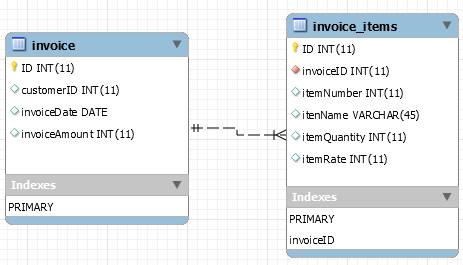 invoice
ID INT(11)
customerID INT(11)
invoiceDate DATE
invoiceAmount INT(11)
Indexes
PRIMARY
invoice_items
ID INT(11)
invoiceID INT(11)
itemNumber INT(11)
itenName VARCHAR(45)
itemQuantity INT(11)
itemRate INT(11)
Indexes
PRIMARY
invoiceID